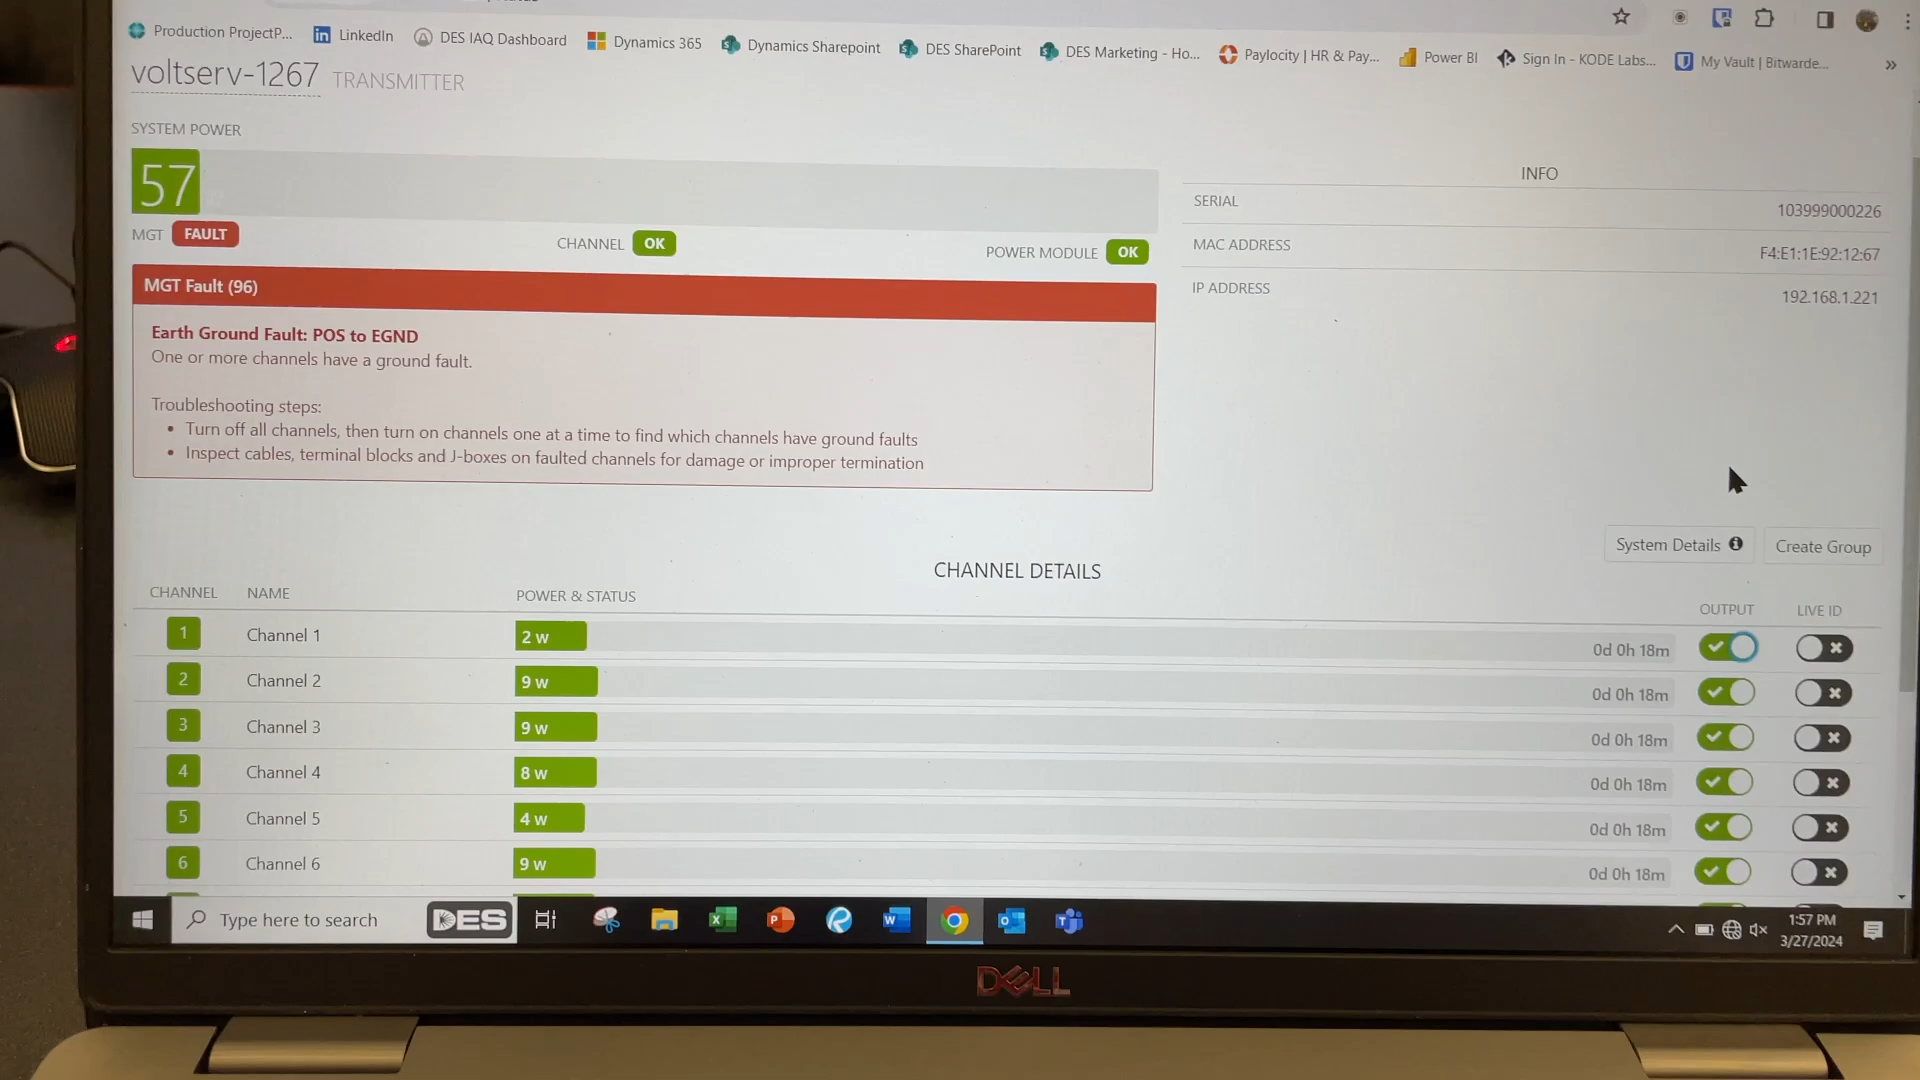 Production ProjectP... LinkedIn DES IAQ Dashboard Dynamics 365 Dynamics Sharepoint DES SharePoint DES Marketing - Ho... Paylocity | HR & Pay... Power BI Sign In - KODE Labs... My Vault | Bitwarde... »
voltserv-1267 TRANSMITTER
SYSTEM POWER
57
MGT FAULT CHANNEL OK POWER MODULE OK
MGT Fault (96)
Earth Ground Fault: POS to EGND
One or more channels have a ground fault.
Troubleshooting steps:
• Turn off all channels, then turn on channels one at a time to find which channels have ground faults
• Inspect cables, terminal blocks and J-boxes on faulted channels for damage or improper termination
INFO
SERIAL 103999000226
MAC ADDRESS F4:E1:1E:92:12:67
IP ADDRESS 192.168.1.221
System Details Create Group
CHANNEL DETAILS
CHANNEL NAME POWER & STATUS OUTPUT LIVE ID
1 Channel 1 2 w 0d 0h 18m
2 Channel 2 9 w 0d 0h 18m
3 Channel 3 9 w 0d 0h 18m
4 Channel 4 8 w 0d 0h 18m
5 Channel 5 4 w 0d 0h 18m
6 Channel 6 9 w 0d 0h 18m
Type here to search DES
1:57 PM
3/27/2024
DELL